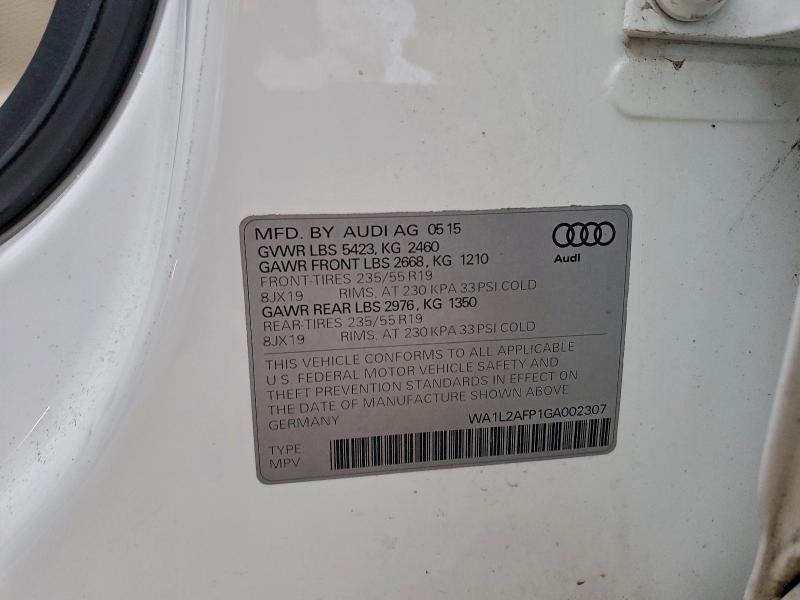 MFD. BY AUDI AG 05 15
GVWR LBS 5423, KG 2460
GAWR FRONT LBS 2668, KG 1210
FRONT-TIRES 235/55 R19
8JX19 RIMS, AT 230 KPA 33 PSI COLD
GAWR REAR LBS 2976, KG 1350
REAR-TIRES 235/55 R19
8JX19 RIMS, AT 230 KPA 33 PSI COLD
Audi
THIS VEHICLE CONFORMS TO ALL APPLICABLE
U.S. FEDERAL MOTOR VEHICLE SAFETY AND
THEFT PREVENTION STANDARDS IN EFFECT ON
THE DATE OF MANUFACTURE SHOWN ABOVE
GERMANY WA1L2AFP1GA002307
TYPE:
MPV